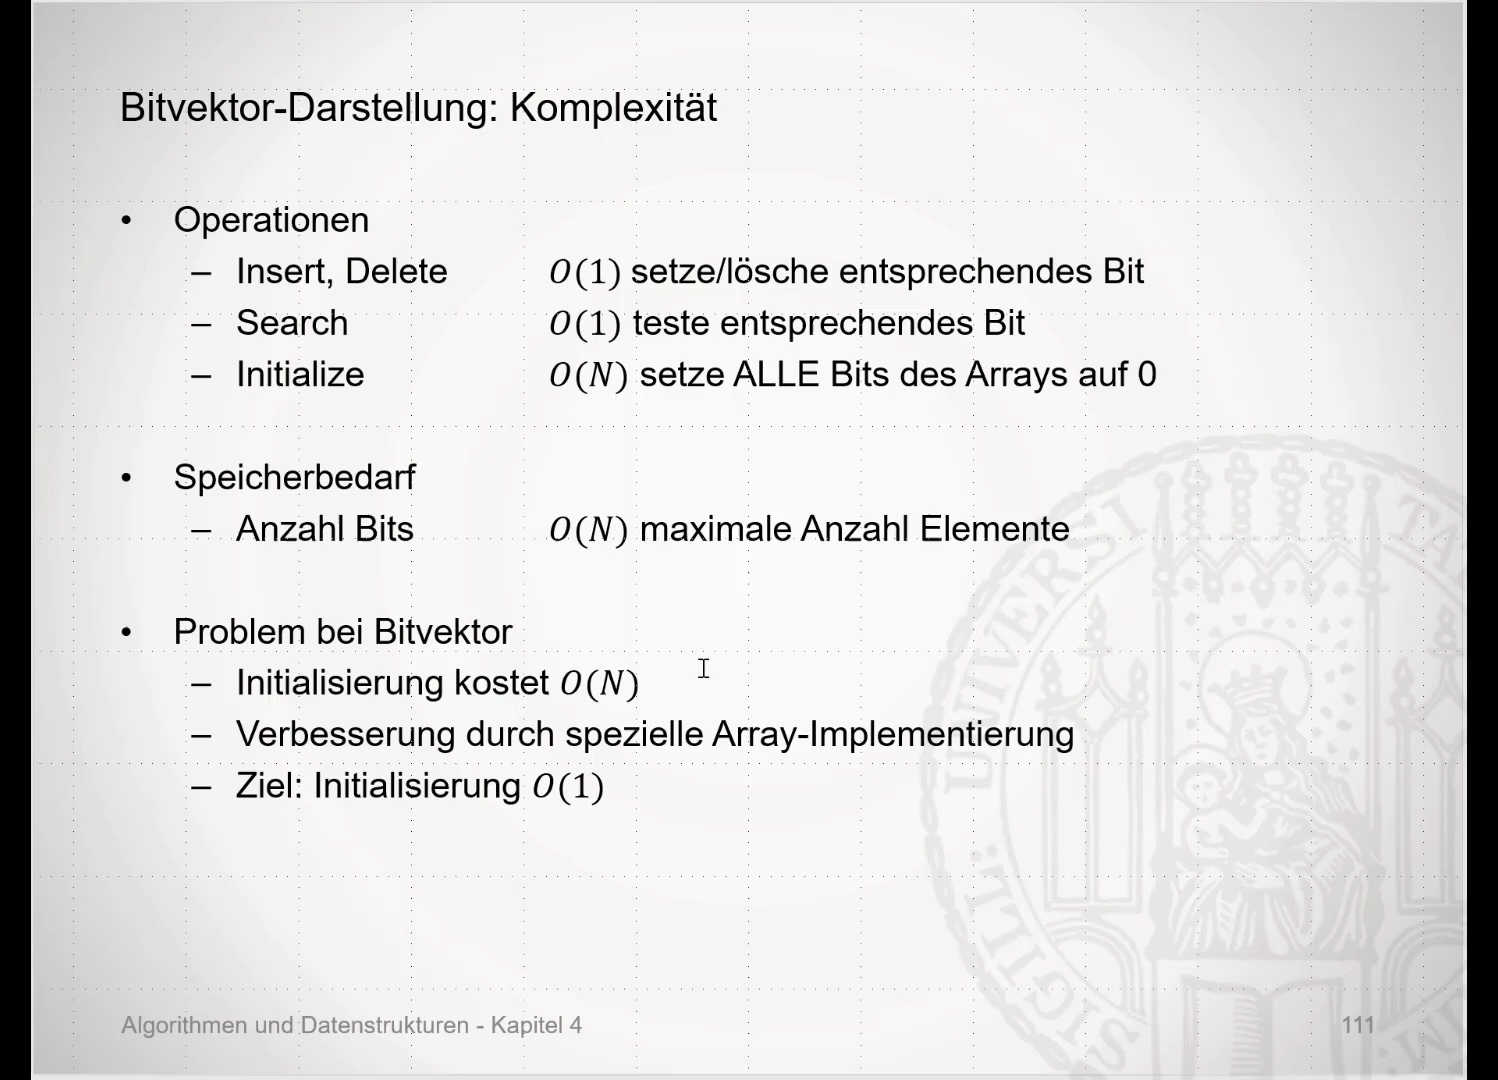 Bitvektor-Darstellung: Komplexität
• Operationen
– Insert, Delete O(1) setze/lösche entsprechendes Bit
– Search O(1) teste entsprechendes Bit
– Initialize O(N) setze ALLE Bits des Arrays auf 0
• Speicherbedarf
– Anzahl Bits O(N) maximale Anzahl Elemente
• Problem bei Bitvektor
– Initialisierung kostet O(N)
– Verbesserung durch spezielle Array-Implementierung
– Ziel: Initialisierung O(1)
Algorithmen und Datenstrukturen - Kapitel 4 111